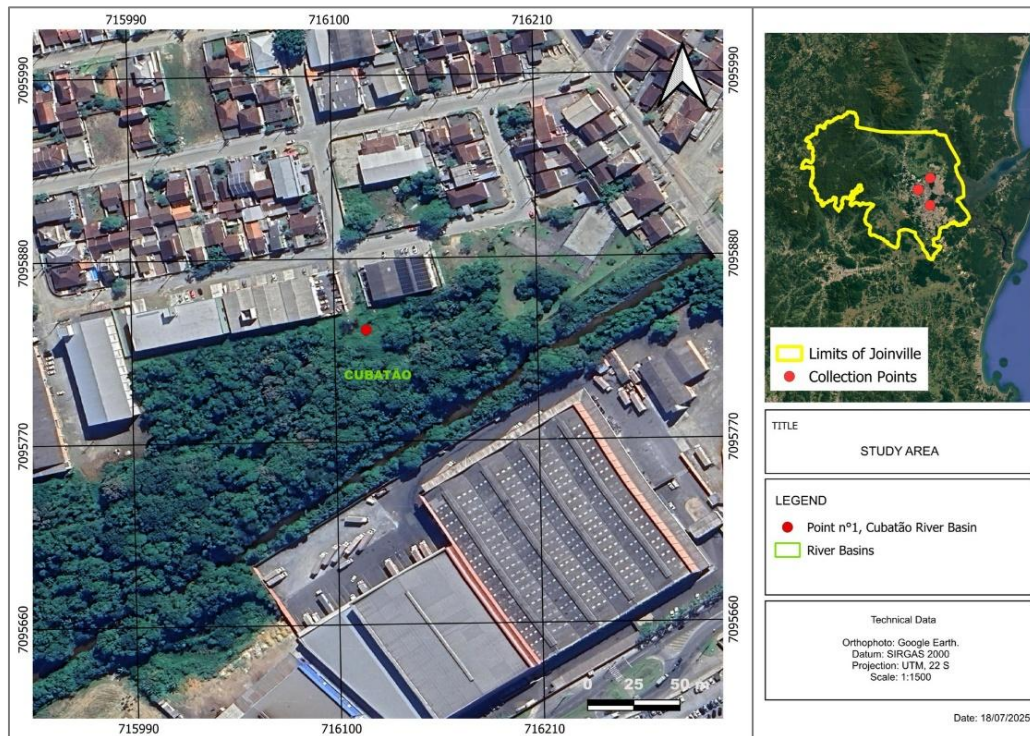 715990 716100 716210
7095990 7095990
7095880 7095880
CUBATÃO
7095770 7095770
7095660 7095660
0 25 50 m
715990 716100 716210
Limits of Joinville
Collection Points
TITLE
STUDY AREA
LEGEND
Point n°1, Cubatão River Basin
River Basins
Technical Data
Orthophoto: Google Earth.
Datum: SIRGAS 2000
Projection: UTM, 22 S
Scale: 1:1500
Date: 18/07/2025